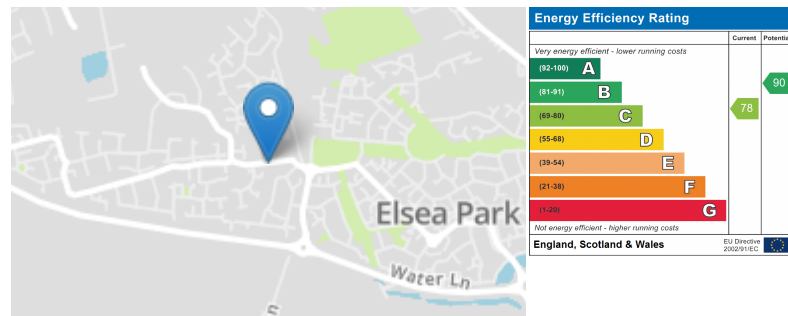 Elsea Park
Water Ln
Energy Efficiency Rating
Current
Very energy efficient - lower running costs
(92-100) A
(81-91) B
90
(69-80) C
78
(55-68) D
(39-54) E
(21-38) F
(1-20) G
Not energy efficient - higher running costs
England, Scotland & Wales
EU Directive
2002/91/EC